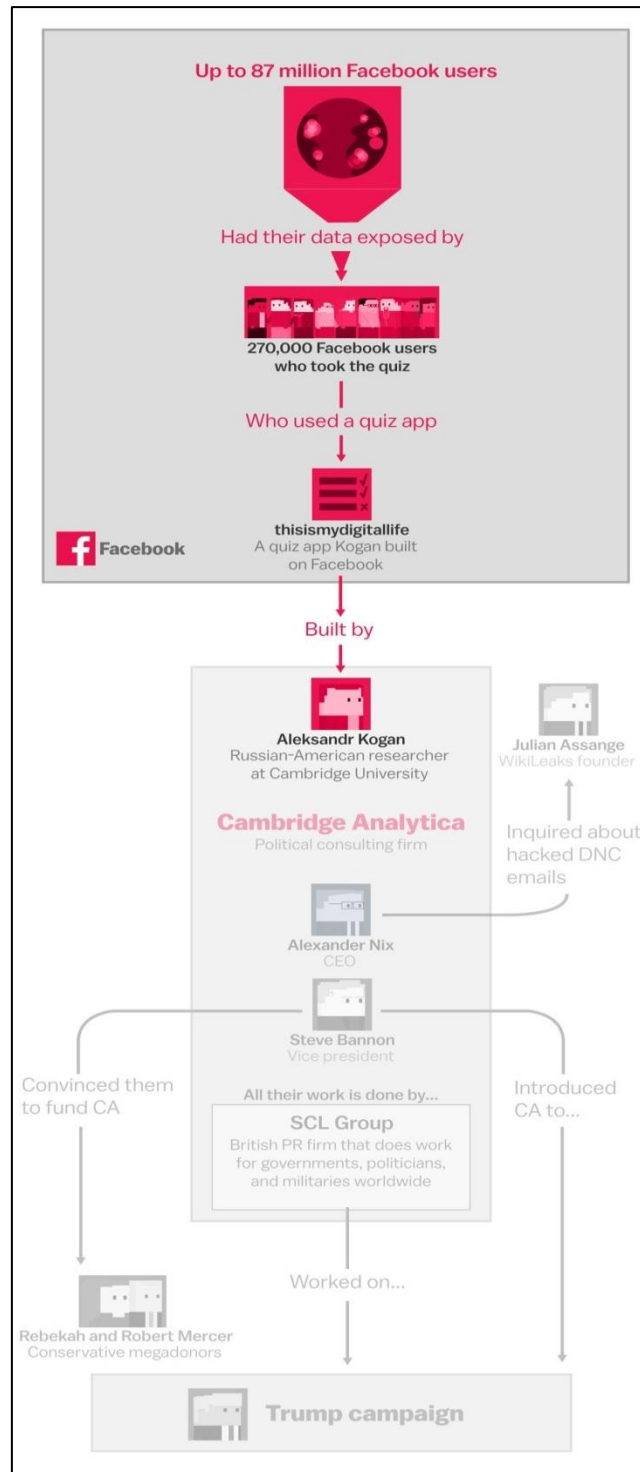 Up to 87 million Facebook users
Had their data exposed by
270,000 Facebook users
who took the quiz
Who used a quiz app
thisismydigitallife
A quiz app Kogan built
on Facebook
Facebook
Built by
Aleksandr Kogan
Russian-American researcher
at Cambridge University
Julian Assange
WikiLeaks founder
Cambridge Analytica
Political consulting firm
Inquired about
hacked DNC
emails
Alexander Nix
CEO
Steve Bannon
Vice president
Convinced them
to fund CA
Introduced
CA to...
All their work is done by...
SCL Group
British PR firm that does work
for governments, politicians,
and militaries worldwide
Worked on...
Rebekah and Robert Mercer
Conservative megadonors
Trump campaign